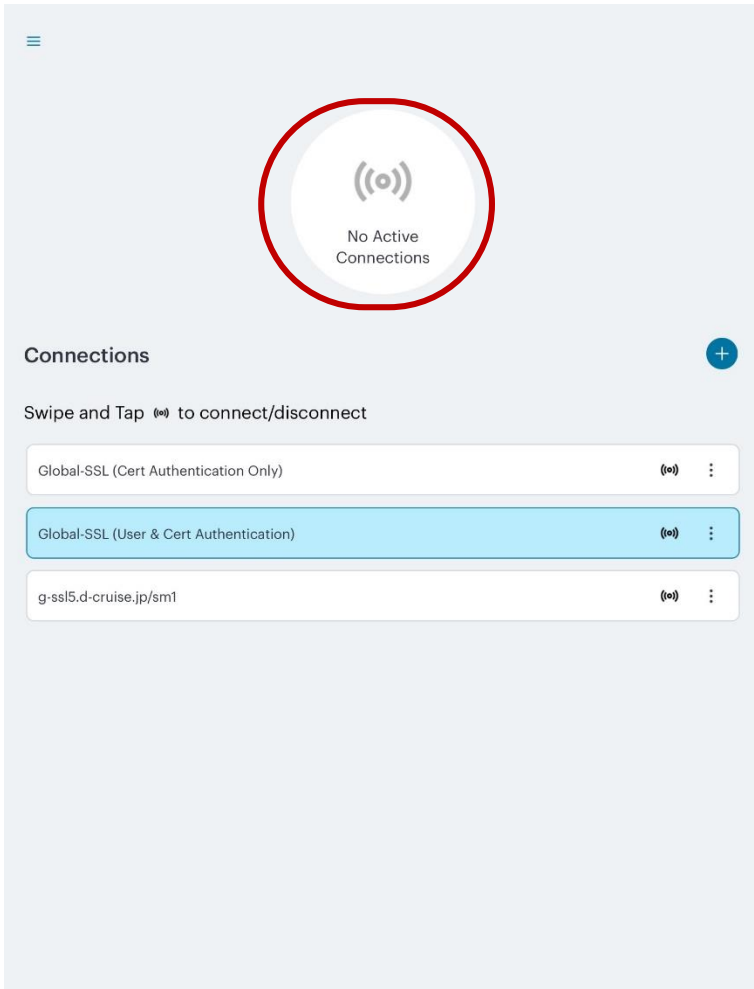 No Active
Connections
Connections
Swipe and Tap to connect/disconnect
Global-SSL (Cert Authentication Only)
Global-SSL (User & Cert Authentication)
g-ssl5.d-cruise.jp/sm1